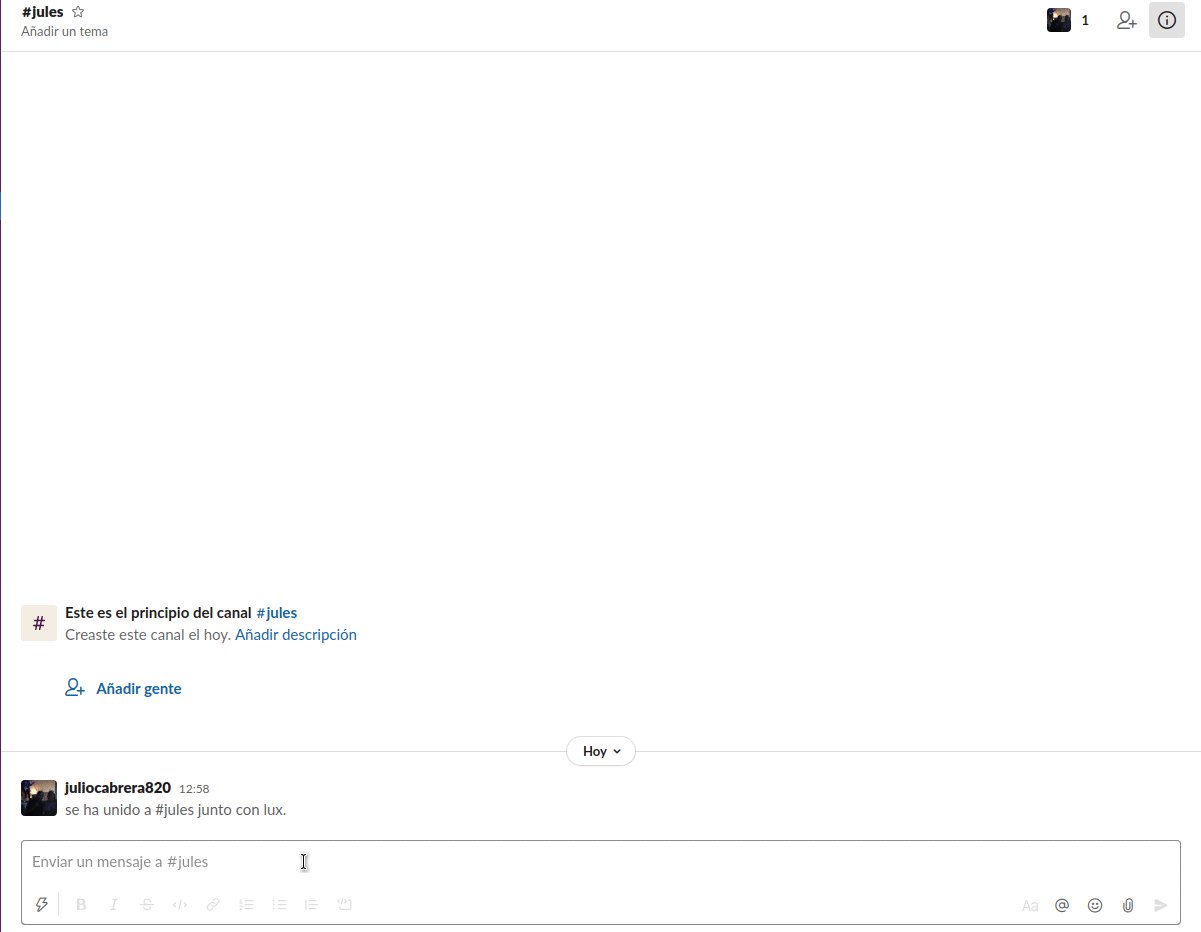 #jules
Añadir un tema
1
#
Este es el principio del canal #jules
Creaste este canal el hoy. Añadir descripción
Añadir gente
Hoy
juliocabrera820 12:58
se ha unido a #jules junto con lux.
Enviar un mensaje a #jules
B I S </> Aa @